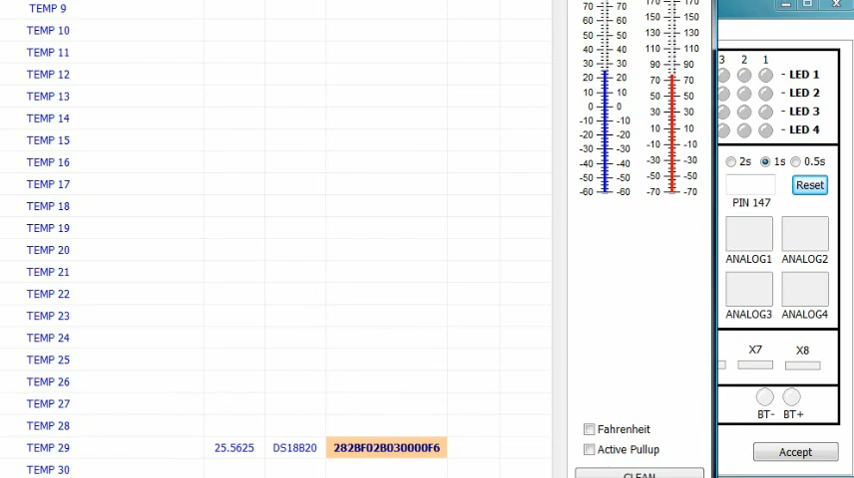 TEMP 9
TEMP 10
TEMP 11
TEMP 12
TEMP 13
TEMP 14
TEMP 15
TEMP 16
TEMP 17
TEMP 18
TEMP 19
TEMP 20
TEMP 21
TEMP 22
TEMP 23
TEMP 24
TEMP 25
TEMP 26
TEMP 27
TEMP 28
TEMP 29 25.5625 DS18B20 282BF02B030000F6
TEMP 30
70 70
60 60
50 50
40 40
30 30
20 20
10 10
0 0
-10 -10
-20 -20
-30 -30
-40 -40
-50 -50
-60 -60
170 170
150 150
130 130
110 110
90 90
70 70
50 50
30 30
10 10
-10 -10
-30 -30
-50 -50
-70 -70
Fahrenheit
Active Pullup
CLEAN
3 2 1
- LED 1
- LED 2
- LED 3
- LED 4
2s 1s 0.5s
Reset
PIN 147
ANALOG1 ANALOG2
ANALOG3 ANALOG4
X7 X8
BT- BT+
Accept